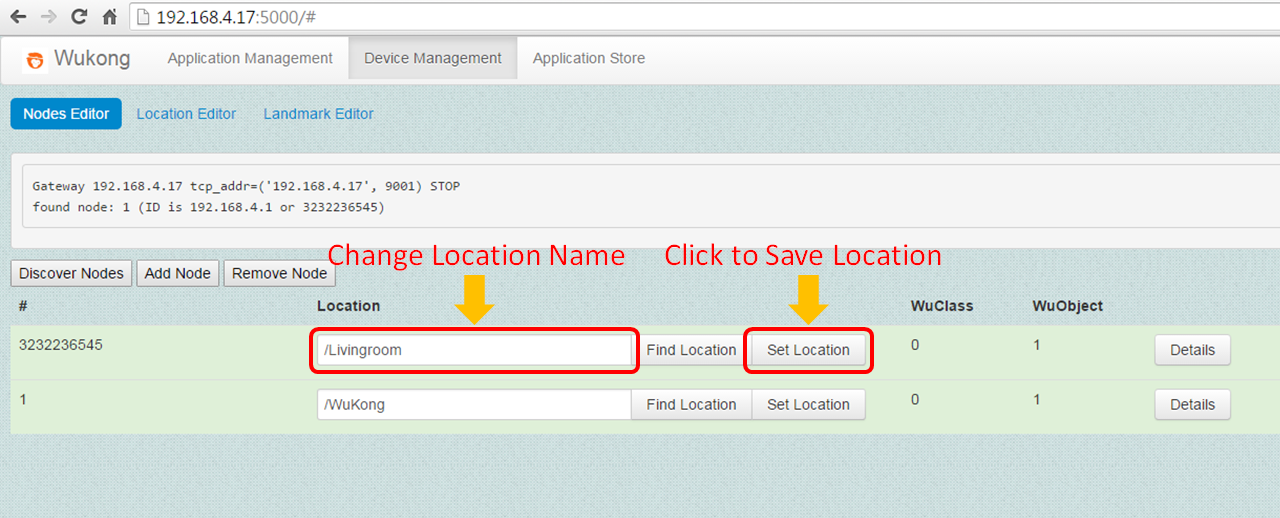 192.168.4.17:5000/#
Wukong Application Management Device Management Application Store
Nodes Editor Location Editor Landmark Editor
Gateway 192.168.4.17 tcp_addr=('192.168.4.17', 9001) STOP
found node: 1 (ID is 192.168.4.1 or 3232236545)
Change Location Name Click to Save Location
Discover Nodes Add Node Remove Node
# Location WuClass WuObject
3232236545 /Livingroom Find Location Set Location 0 1 Details
1 /WuKong Find Location Set Location 0 1 Details